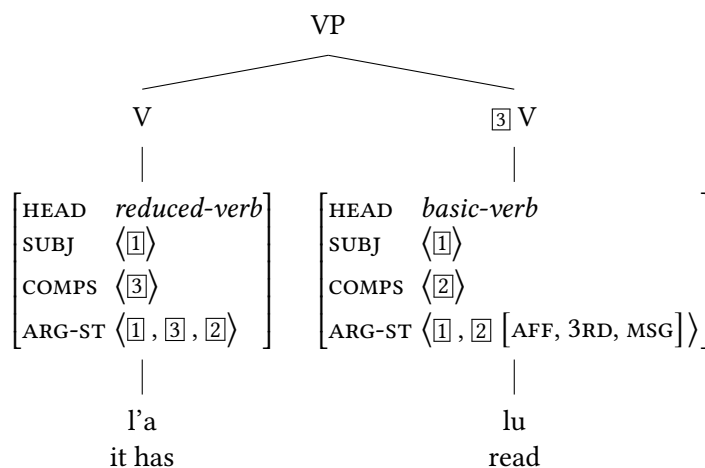 VP
V 3 V
HEAD reduced-verb HEAD basic-verb
SUBJ ⟨1⟩ SUBJ ⟨1⟩
COMPS ⟨3⟩ COMPS ⟨2⟩
ARG-ST ⟨1, 3, 2⟩ ARG-ST ⟨1, 2 [AFF, 3RD, MSG]⟩
l’a lu
it has read